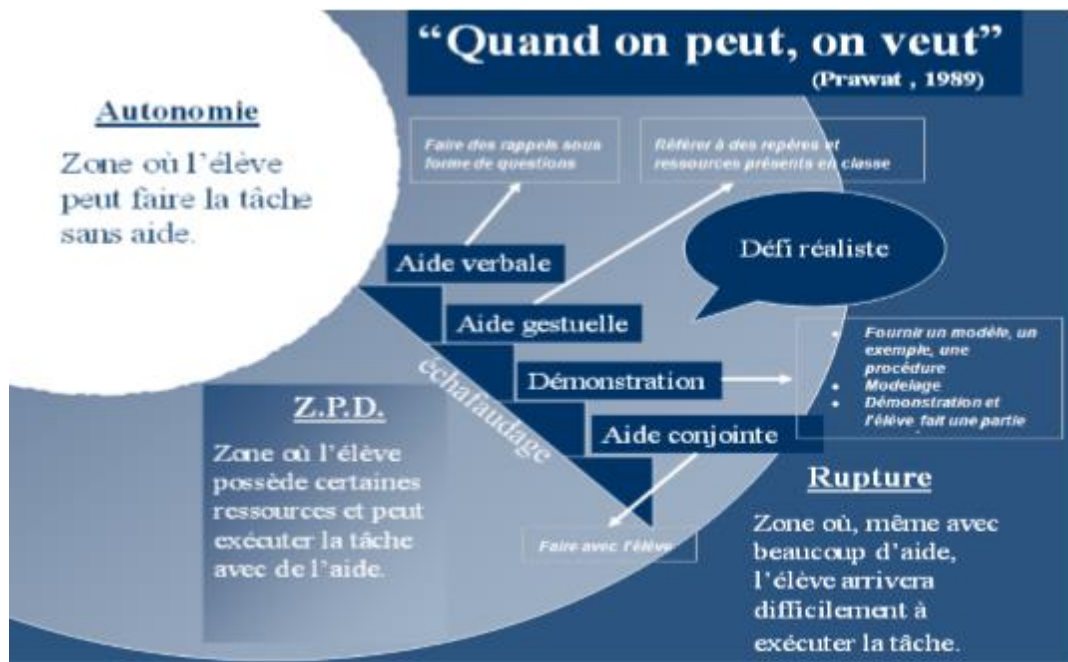 “Quand on peut, on veut”
(Prawat , 1989)
Autonomie
Zone où l’élève
peut faire la tâche
sans aide.
Faire des rappels sous
forme de questions
Référer à des repères et
ressources présents en classe
Défi réaliste
Aide verbale
Aide gestuelle
Démonstration
Aide conjointe
échafaudage
Fournir un modèle, un
exemple, une
procédure
Modelage
Démonstration et
l'élève fait une partie
Faire avec l'élève
Z.P.D.
Zone où l’élève
possède certaines
ressources et peut
exécuter la tâche
avec de l’aide.
Rupture
Zone où, même avec
beaucoup d’aide,
l’élève arrivera
difficilement à
exécuter la tâche.